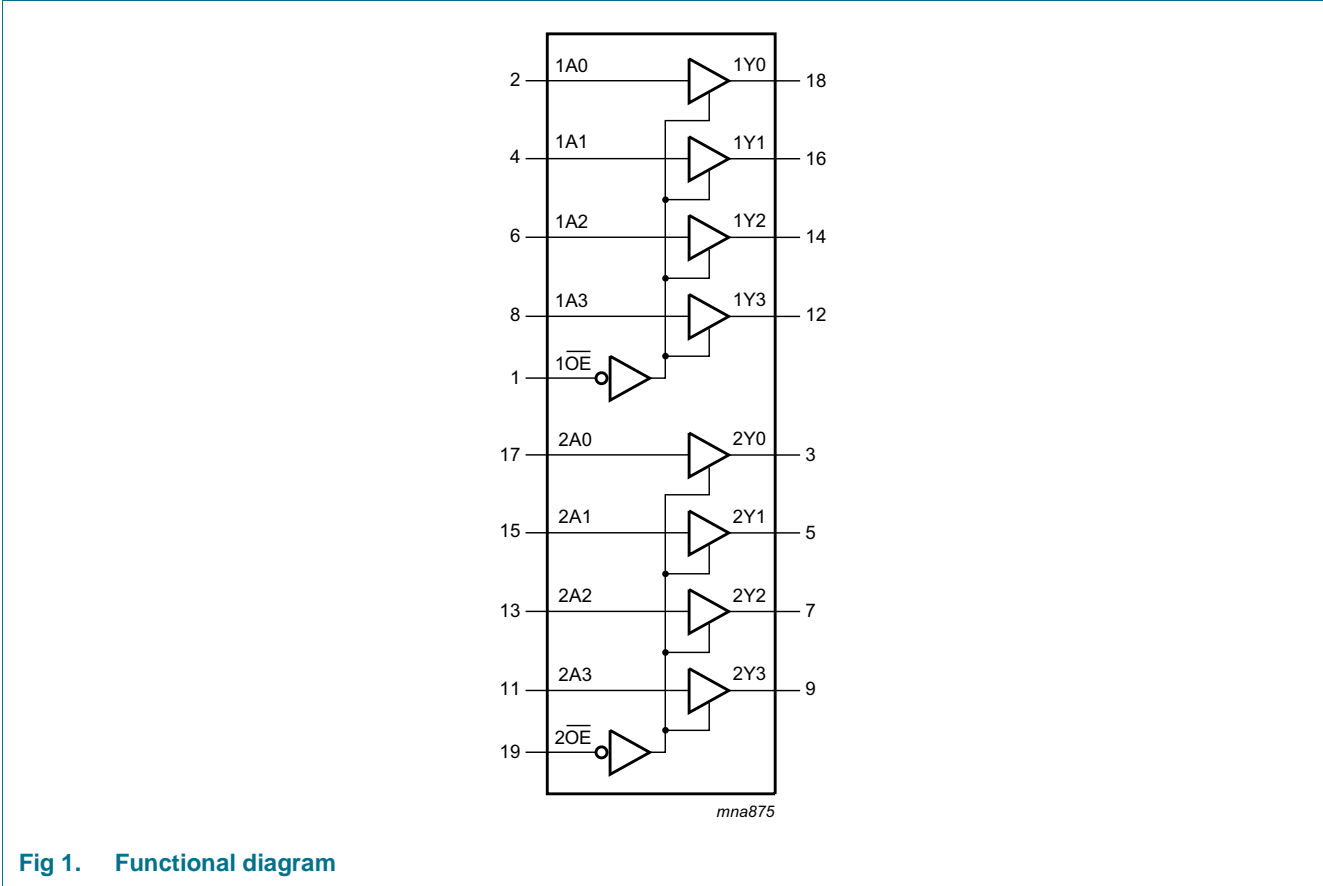 2 1A0 1Y0 18
4 1A1 1Y1 16
6 1A2 1Y2 14
8 1A3 1Y3 12
1 1O̅E̅
17 2A0 2Y0 3
15 2A1 2Y1 5
13 2A2 2Y2 7
11 2A3 2Y3 9
19 2O̅E̅
mna875
Fig 1. Functional diagram